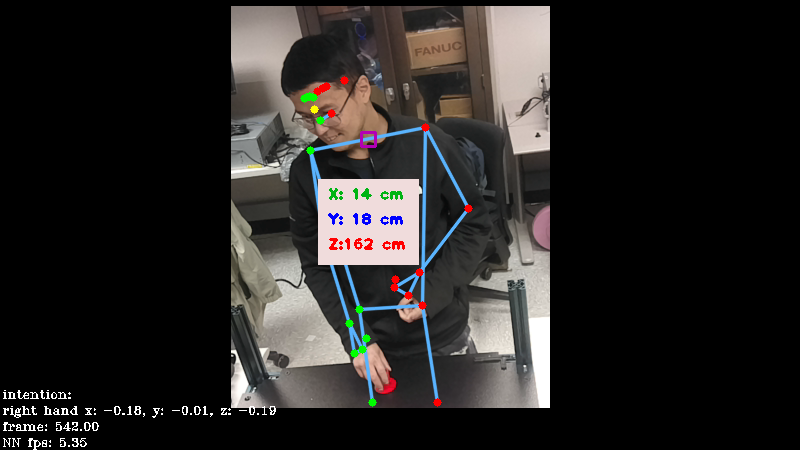 FANUC
X: 14 cm
Y: 18 cm
Z:162 cm
intention:
right hand x: -0.18, y: -0.01, z: -0.19
frame: 542.00
NN fps: 5.35